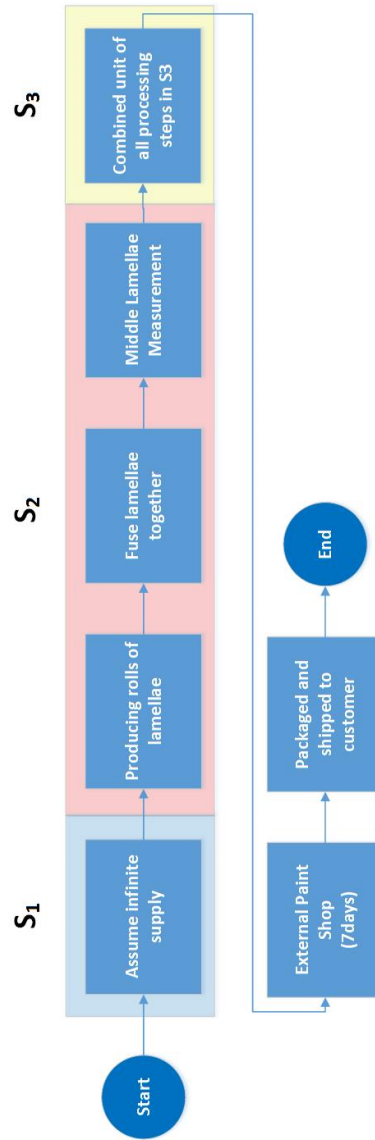 S1
S2
S3
Start
Assume infinite
supply
Producing rolls of
lamellae
Fuse lamellae
together
Middle Lamellae
Measurement
Combined unit of
all processing
steps in S3
External Paint
Shop
(7days)
Packaged and
shipped to
customer
End